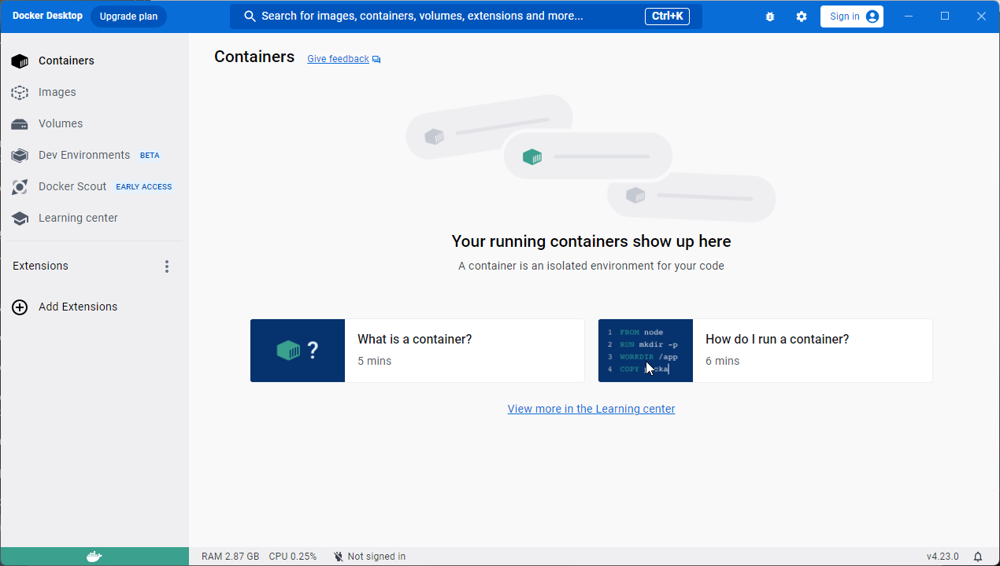 Docker Desktop
Upgrade plan
Search for images, containers, volumes, extensions and more...
Ctrl+K
Sign in
Containers
Images
Volumes
Dev Environments BETA
Docker Scout EARLY ACCESS
Learning center
Extensions
Add Extensions
Containers
Give feedback
Your running containers show up here
A container is an isolated environment for your code
?
What is a container?
5 mins
1 FROM node
2 RUN mkdir -p
3 WORKDIR /app
4 COPY
How do I run a container?
6 mins
View more in the Learning center
RAM 2.87 GB CPU 0.25% Not signed in
v4.23.0